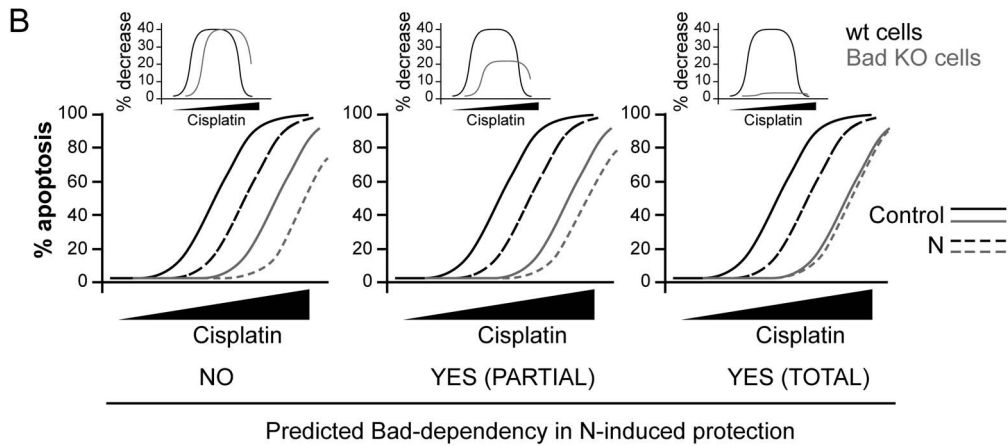 B
% decrease
40
30
20
10
0
Cisplatin
% decrease
40
30
20
10
0
Cisplatin
% decrease
40
30
20
10
0
Cisplatin
wt cells
Bad KO cells
% apoptosis
100
80
60
40
20
0
Cisplatin
NO
100
80
60
40
20
0
Cisplatin
YES (PARTIAL)
100
80
60
40
20
0
Cisplatin
YES (TOTAL)
Control
N
Predicted Bad-dependency in N-induced protection